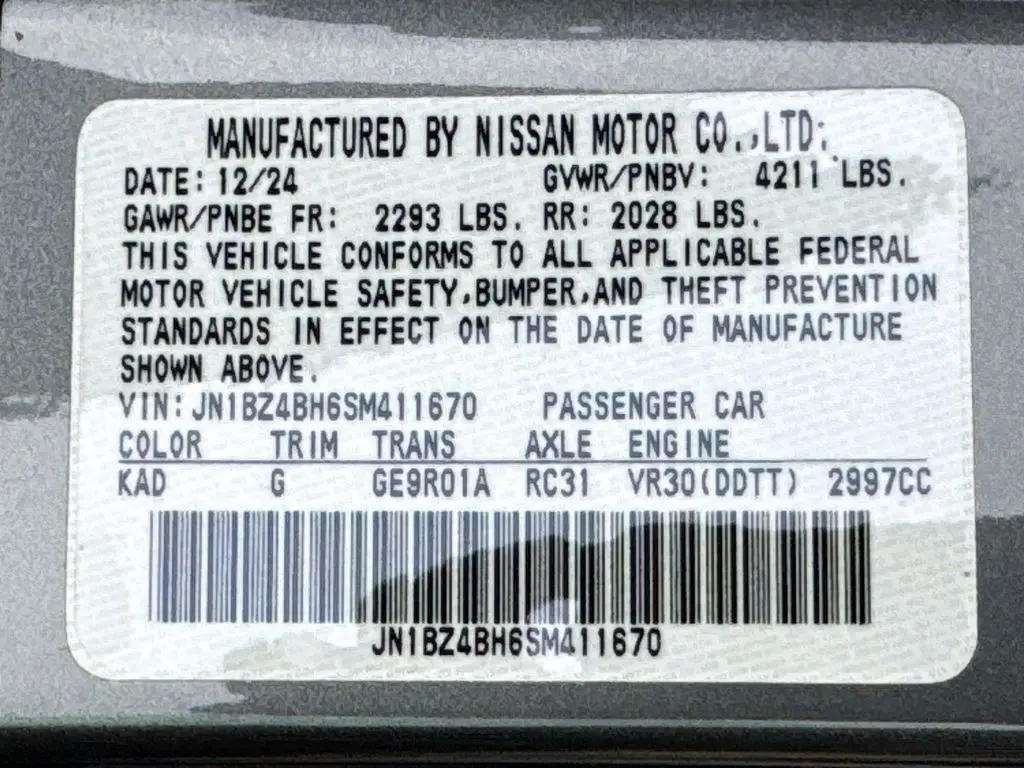 MANUFACTURED BY NISSAN MOTOR CO.,LTD.
DATE: 12/24 GVWR/PNBV: 4211 LBS.
GAWR/PNBE FR: 2293 LBS. RR: 2028 LBS.
THIS VEHICLE CONFORMS TO ALL APPLICABLE FEDERAL
MOTOR VEHICLE SAFETY,BUMPER,AND THEFT PREVENTION
STANDARDS IN EFFECT ON THE DATE OF MANUFACTURE
SHOWN ABOVE.
VIN: JN1BZ4BH6SM411670 PASSENGER CAR
COLOR TRIM TRANS AXLE ENGINE
KAD G GE9R01A RC31 VR30(DDTT) 2997CC
JN1BZ4BH6SM411670